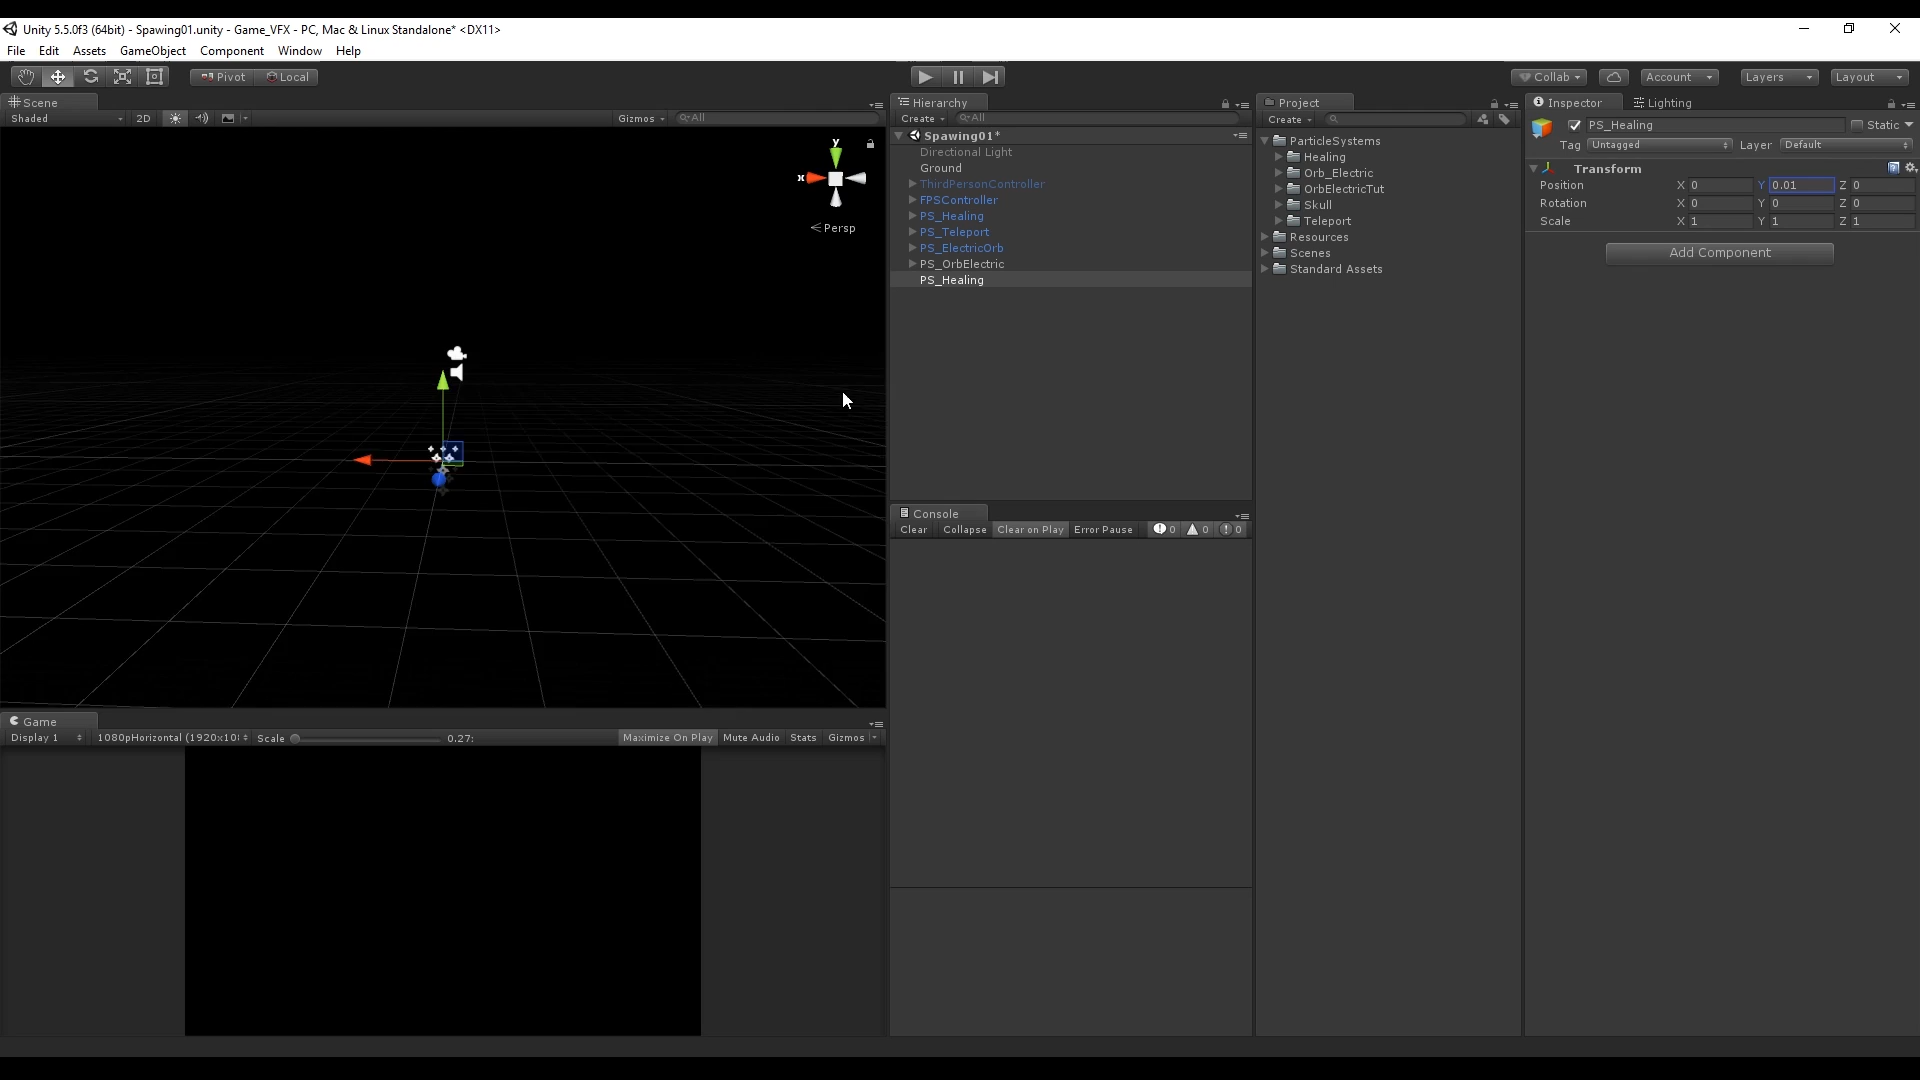 Unity 5.5.0f3 (64bit) - Spawing01.unity - Game_VFX - PC, Mac & Linux Standalone* <DX11>
File Edit Assets GameObject Component Window Help
Pivot Local Collab Account Layers Layout
Scene
Shaded 2D Gizmos All
y
x
Persp
Hierarchy
Create All
Spawing01*
Directional Light
Ground
ThirdPersonController
FPSController
PS_Healing
PS_Teleport
PS_ElectricOrb
PS_OrbElectric
PS_Healing
Console
Clear Collapse Clear on Play Error Pause 0 0 0
Project
Create
ParticleSystems
Healing
Orb_Electric
OrbElectricTut
Skull
Teleport
Resources
Scenes
Standard Assets
Inspector Lighting
PS_Healing Static
Tag Untagged Layer Default
Transform
Position X 0 Y 0.01 Z 0
Rotation X 0 Y 0 Z 0
Scale X 1 Y 1 Z 1
Add Component
Game
Display 1 1080pHorizontal (1920x10 Scale 0.27: Maximize On Play Mute Audio Stats Gizmos